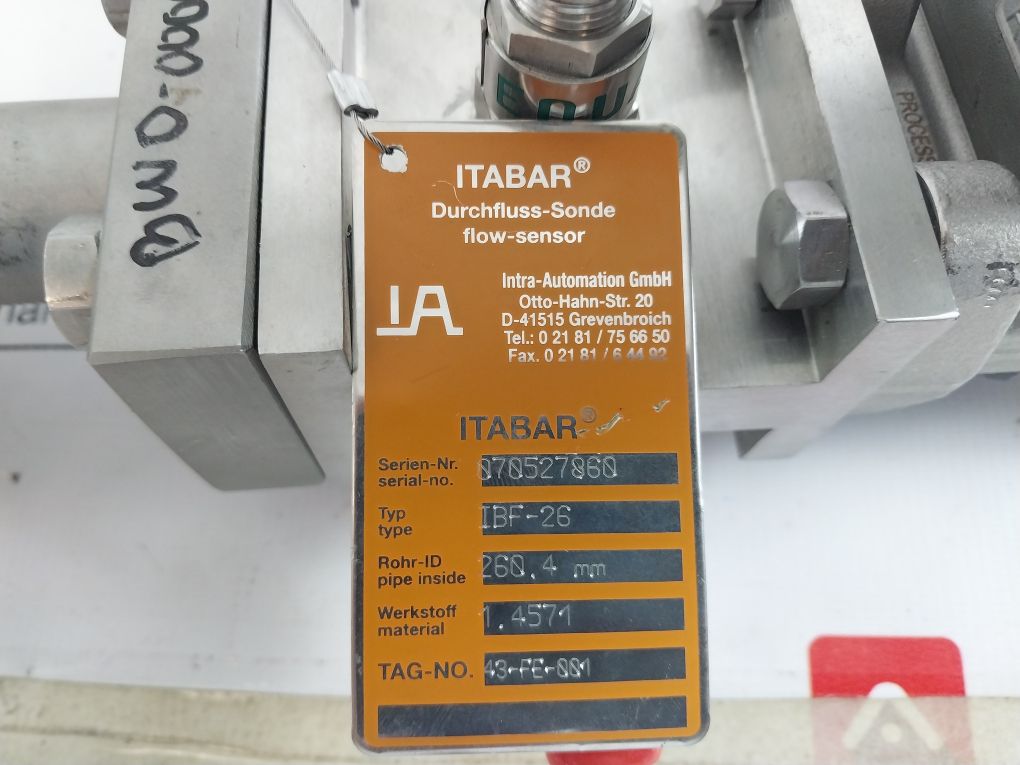 ITABAR®
Durchfluss-Sonde
flow-sensor
IA
Intra-Automation GmbH
Otto-Hahn-Str. 20
D-41515 Grevenbroich
Tel.: 0 21 81 / 75 66 50
Fax. 0 21 81 / 6 44 92
ITABAR®
Serien-Nr.
serial-no.
070527860
Typ
type
IBF-26
Rohr-ID
pipe inside
260.4 mm
Werkstoff
material
1.4571
TAG-NO.
43-FE-001
PROCESS